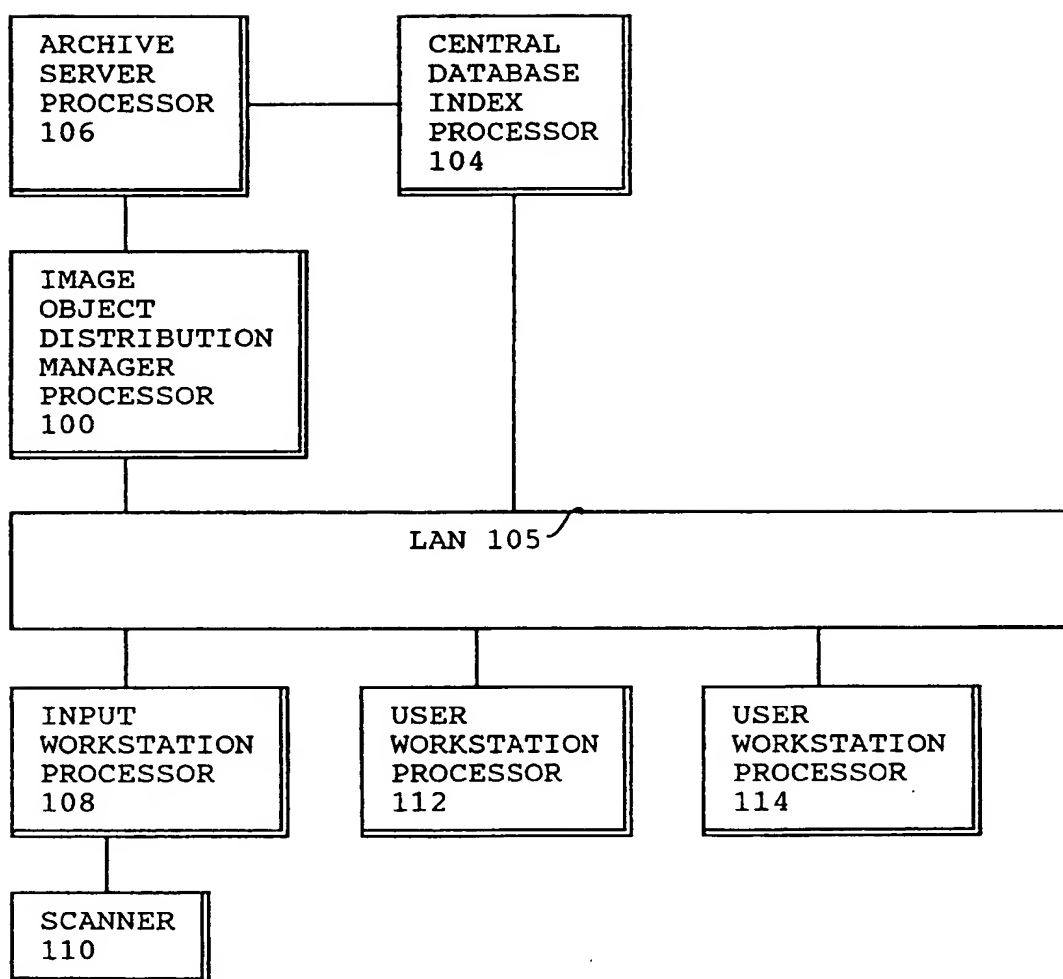 ARCHIVE
SERVER
PROCESSOR
106
CENTRAL
DATABASE
INDEX
PROCESSOR
104
IMAGE
OBJECT
DISTRIBUTION
MANAGER
PROCESSOR
100
LAN 105
INPUT
WORKSTATION
PROCESSOR
108
USER
WORKSTATION
PROCESSOR
112
USER
WORKSTATION
PROCESSOR
114
SCANNER
110